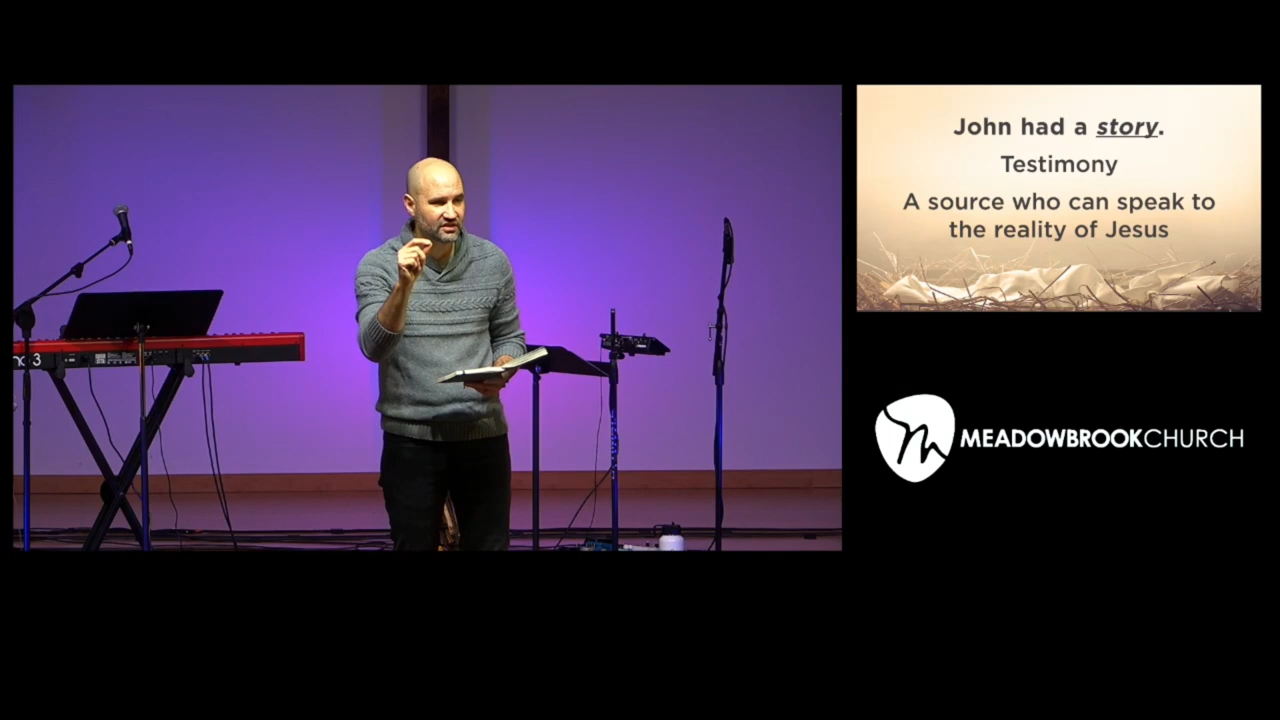 John had a story.
Testimony
A source who can speak to
the reality of Jesus
MEADOWBROOKCHURCH